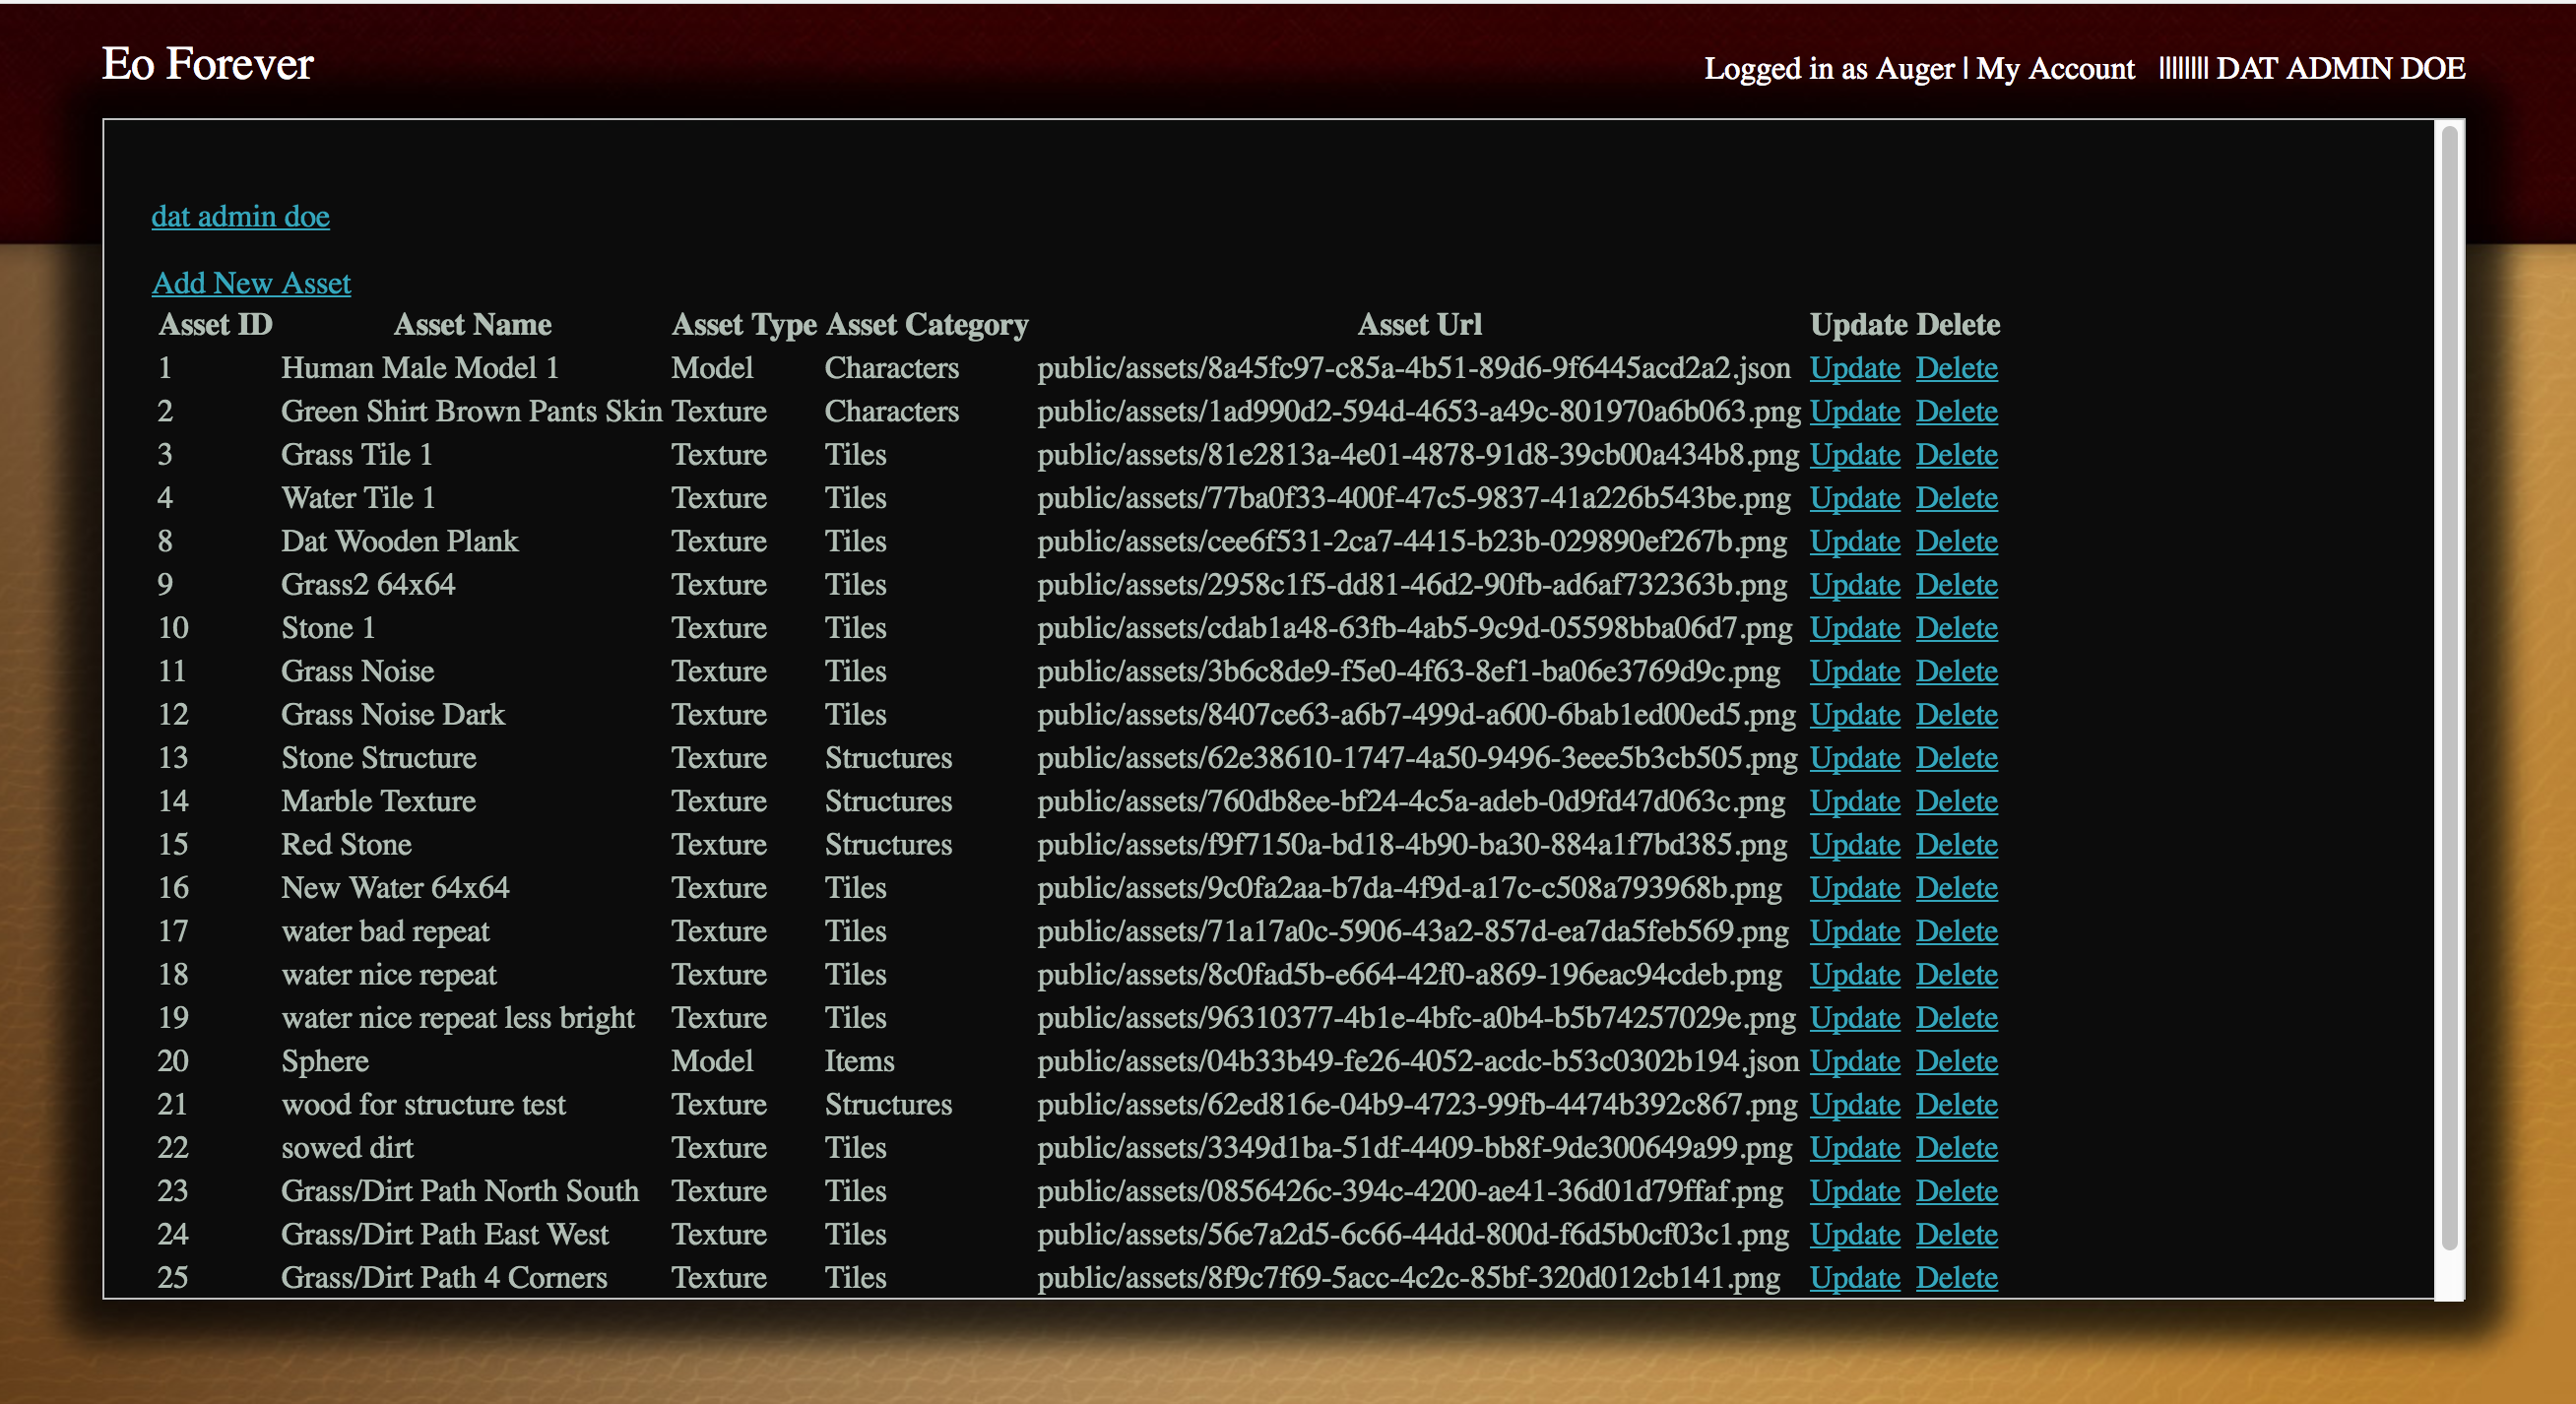 Eo Forever
Logged in as Auger | My Account |||||||| DAT ADMIN DOE
dat admin doe
Add New Asset
Asset ID Asset Name Asset Type Asset Category Asset Url Update Delete
1 Human Male Model 1 Model Characters public/assets/8a45fc97-c85a-4b51-89d6-9f6445acd2a2.json Update Delete
2 Green Shirt Brown Pants Skin Texture Characters public/assets/1ad990d2-594d-4653-a49c-801970a6b063.png Update Delete
3 Grass Tile 1 Texture Tiles public/assets/81e2813a-4e01-4878-91d8-39cb00a434b8.png Update Delete
4 Water Tile 1 Texture Tiles public/assets/77ba0f33-400f-47c5-9837-41a226b543be.png Update Delete
8 Dat Wooden Plank Texture Tiles public/assets/cee6f531-2ca7-4415-b23b-029890ef267b.png Update Delete
9 Grass2 64x64 Texture Tiles public/assets/2958c1f5-dd81-46d2-90fb-ad6af732363b.png Update Delete
10 Stone 1 Texture Tiles public/assets/cdab1a48-63fb-4ab5-9c9d-05598bba06d7.png Update Delete
11 Grass Noise Texture Tiles public/assets/3b6c8de9-f5e0-4f63-8ef1-ba06e3769d9c.png Update Delete
12 Grass Noise Dark Texture Tiles public/assets/8407ce63-a6b7-499d-a600-6bab1ed00ed5.png Update Delete
13 Stone Structure Texture Structures public/assets/62e38610-1747-4a50-9496-3eee5b3cb505.png Update Delete
14 Marble Texture Texture Structures public/assets/760db8ee-bf24-4c5a-adeb-0d9fd47d063c.png Update Delete
15 Red Stone Texture Structures public/assets/f9f7150a-bd18-4b90-ba30-884a1f7bd385.png Update Delete
16 New Water 64x64 Texture Tiles public/assets/9c0fa2aa-b7da-4f9d-a17c-c508a793968b.png Update Delete
17 water bad repeat Texture Tiles public/assets/71a17a0c-5906-43a2-857d-ea7da5feb569.png Update Delete
18 water nice repeat Texture Tiles public/assets/8c0fad5b-e664-42f0-a869-196eac94cdeb.png Update Delete
19 water nice repeat less bright Texture Tiles public/assets/96310377-4b1e-4bfc-a0b4-b5b74257029e.png Update Delete
20 Sphere Model Items public/assets/04b33b49-fe26-4052-acdc-b53c0302b194.json Update Delete
21 wood for structure test Texture Structures public/assets/62ed816e-04b9-4723-99fb-4474b392c867.png Update Delete
22 sowed dirt Texture Tiles public/assets/3349d1ba-51df-4409-bb8f-9de300649a99.png Update Delete
23 Grass/Dirt Path North South Texture Tiles public/assets/0856426c-394c-4200-ae41-36d01d79ffaf.png Update Delete
24 Grass/Dirt Path East West Texture Tiles public/assets/56e7a2d5-6c66-44dd-800d-f6d5b0cf03c1.png Update Delete
25 Grass/Dirt Path 4 Corners Texture Tiles public/assets/8f9c7f69-5acc-4c2c-85bf-320d012cb141.png Update Delete